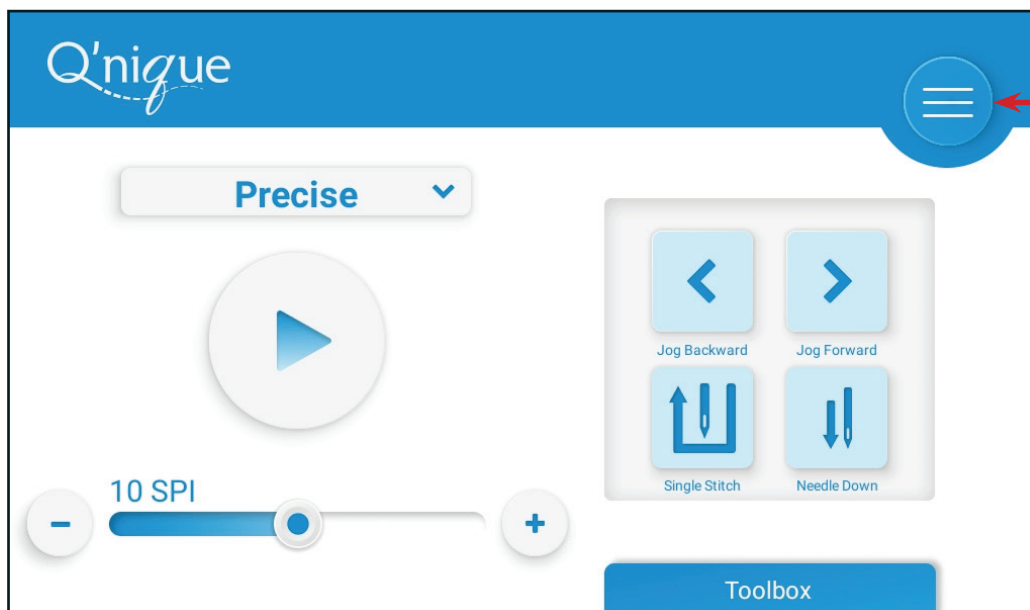 Q'nique
Precise
10 SPI
Jog Backward
Jog Forward
Single Stitch
Needle Down
Toolbox